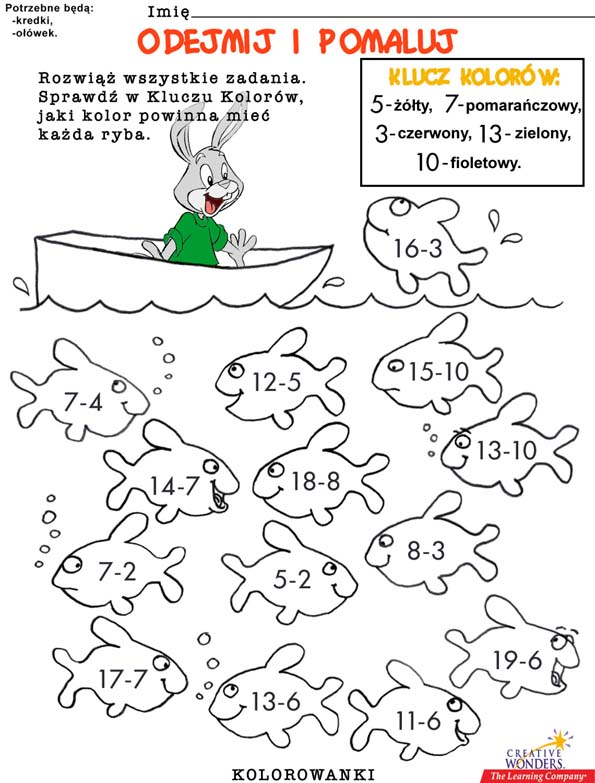 Potrzebne będą:
-kredki,
-ołówek.
Imię
ODEJMIJ I POMALUJ
Rozwiąż wszystkie zadania.
Sprawdź w Kluczu Kolorów,
jaki kolor powinna mieć
każda ryba.
KLUCZ KOLORÓW:
5-żółty, 7-pomarańczowy,
3-czerwony, 13-zielony,
10-fioletowy.
16-3
7-4
12-5
15-10
13-10
14-7
18-8
7-2
5-2
8-3
17-7
13-6
11-6
19-6
CREATIVE
WONDERS.
The Learning Company®
KOLOROWANKI